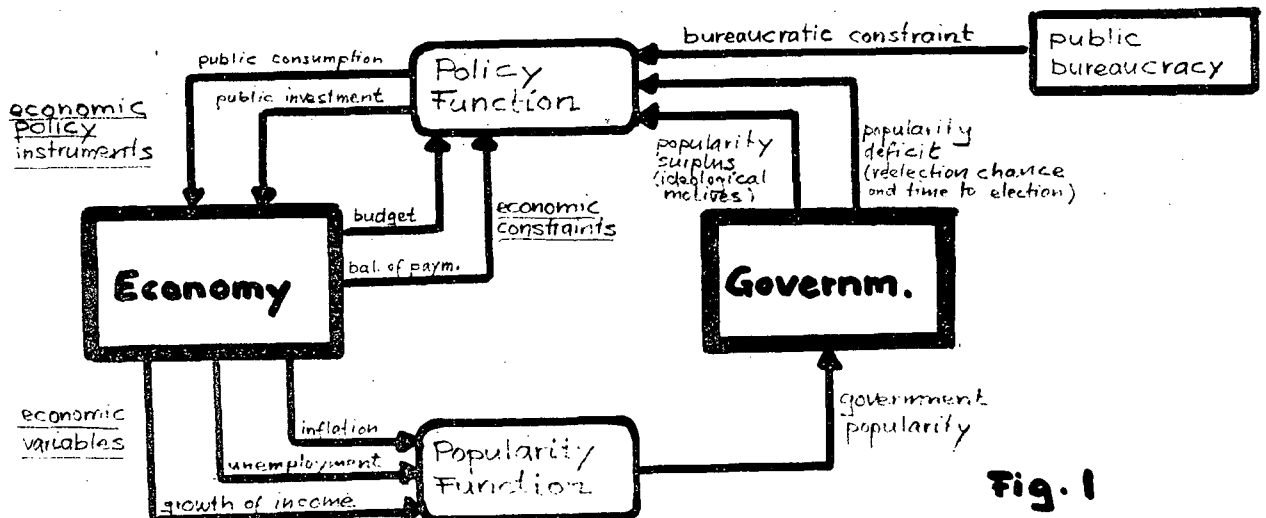 bureaucratic constraint
public
bureaucracy
public consumption
Policy
Function
public investment
economic
policy
instruments
popularity
surplus
(ideological
motives)
popularity
deficit
(reelection chance
and time to election)
budget
economic
constraints
bal. of paym.
Economy
Governm.
economic
variables
inflation
unemployment
growth of income
Popularity
Function
government
popularity
Fig. 1